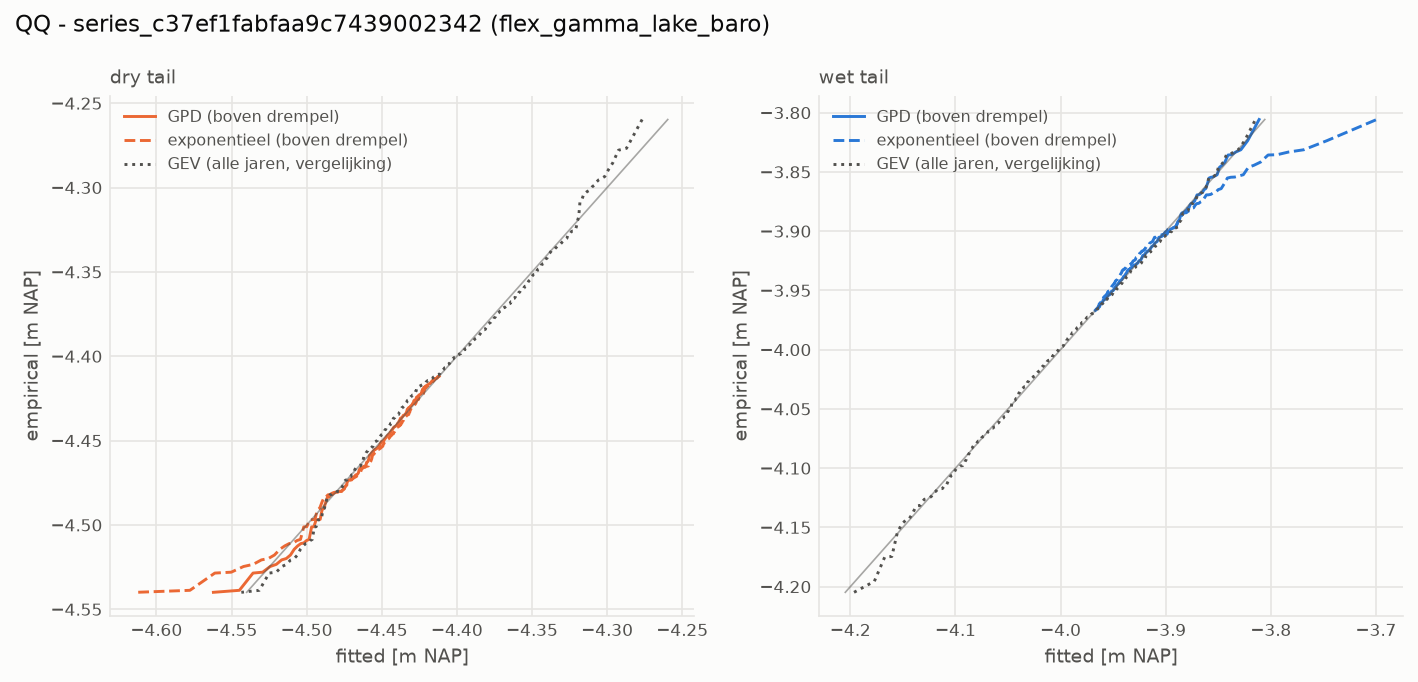 QQ - series_c37ef1fabfaa9c7439002342 (flex_gamma_lake_baro)
dry tail
−4.25
−4.30
−4.35
−4.40
−4.45
−4.50
−4.55
empirical [m NAP]
GPD (boven drempel)
exponentieel (boven drempel)
GEV (alle jaren, vergelijking)
−4.60 −4.55 −4.50 −4.45 −4.40 −4.35 −4.30 −4.25
fitted [m NAP]
wet tail
−3.80
−3.85
−3.90
−3.95
−4.00
−4.05
−4.10
−4.15
−4.20
empirical [m NAP]
GPD (boven drempel)
exponentieel (boven drempel)
GEV (alle jaren, vergelijking)
−4.2 −4.1 −4.0 −3.9 −3.8 −3.7
fitted [m NAP]